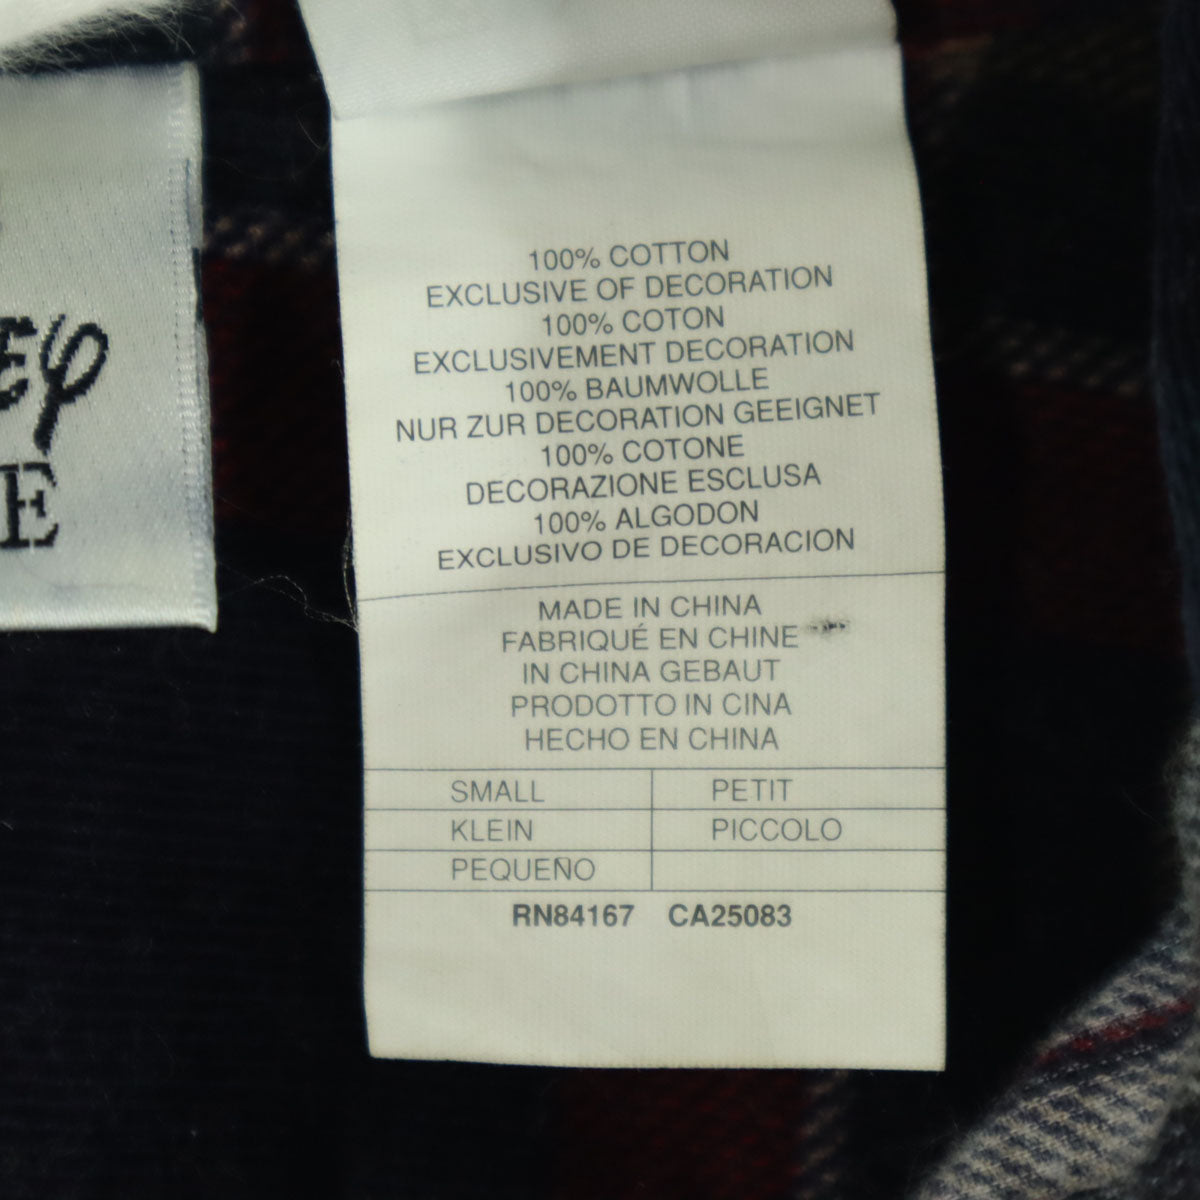 100% COTTON
EXCLUSIVE OF DECORATION
100% COTON
EXCLUSIVEMENT DECORATION
100% BAUMWOLLE
NUR ZUR DECORATION GEEIGNET
100% COTONE
DECORAZIONE ESCLUSA
100% ALGODON
EXCLUSIVO DE DECORACION
MADE IN CHINA
FABRIQUÉ EN CHINE
IN CHINA GEBAUT
PRODOTTO IN CINA
HECHO EN CHINA
SMALL PETIT
KLEIN PICCOLO
PEQUEÑO
RN84167 CA25083